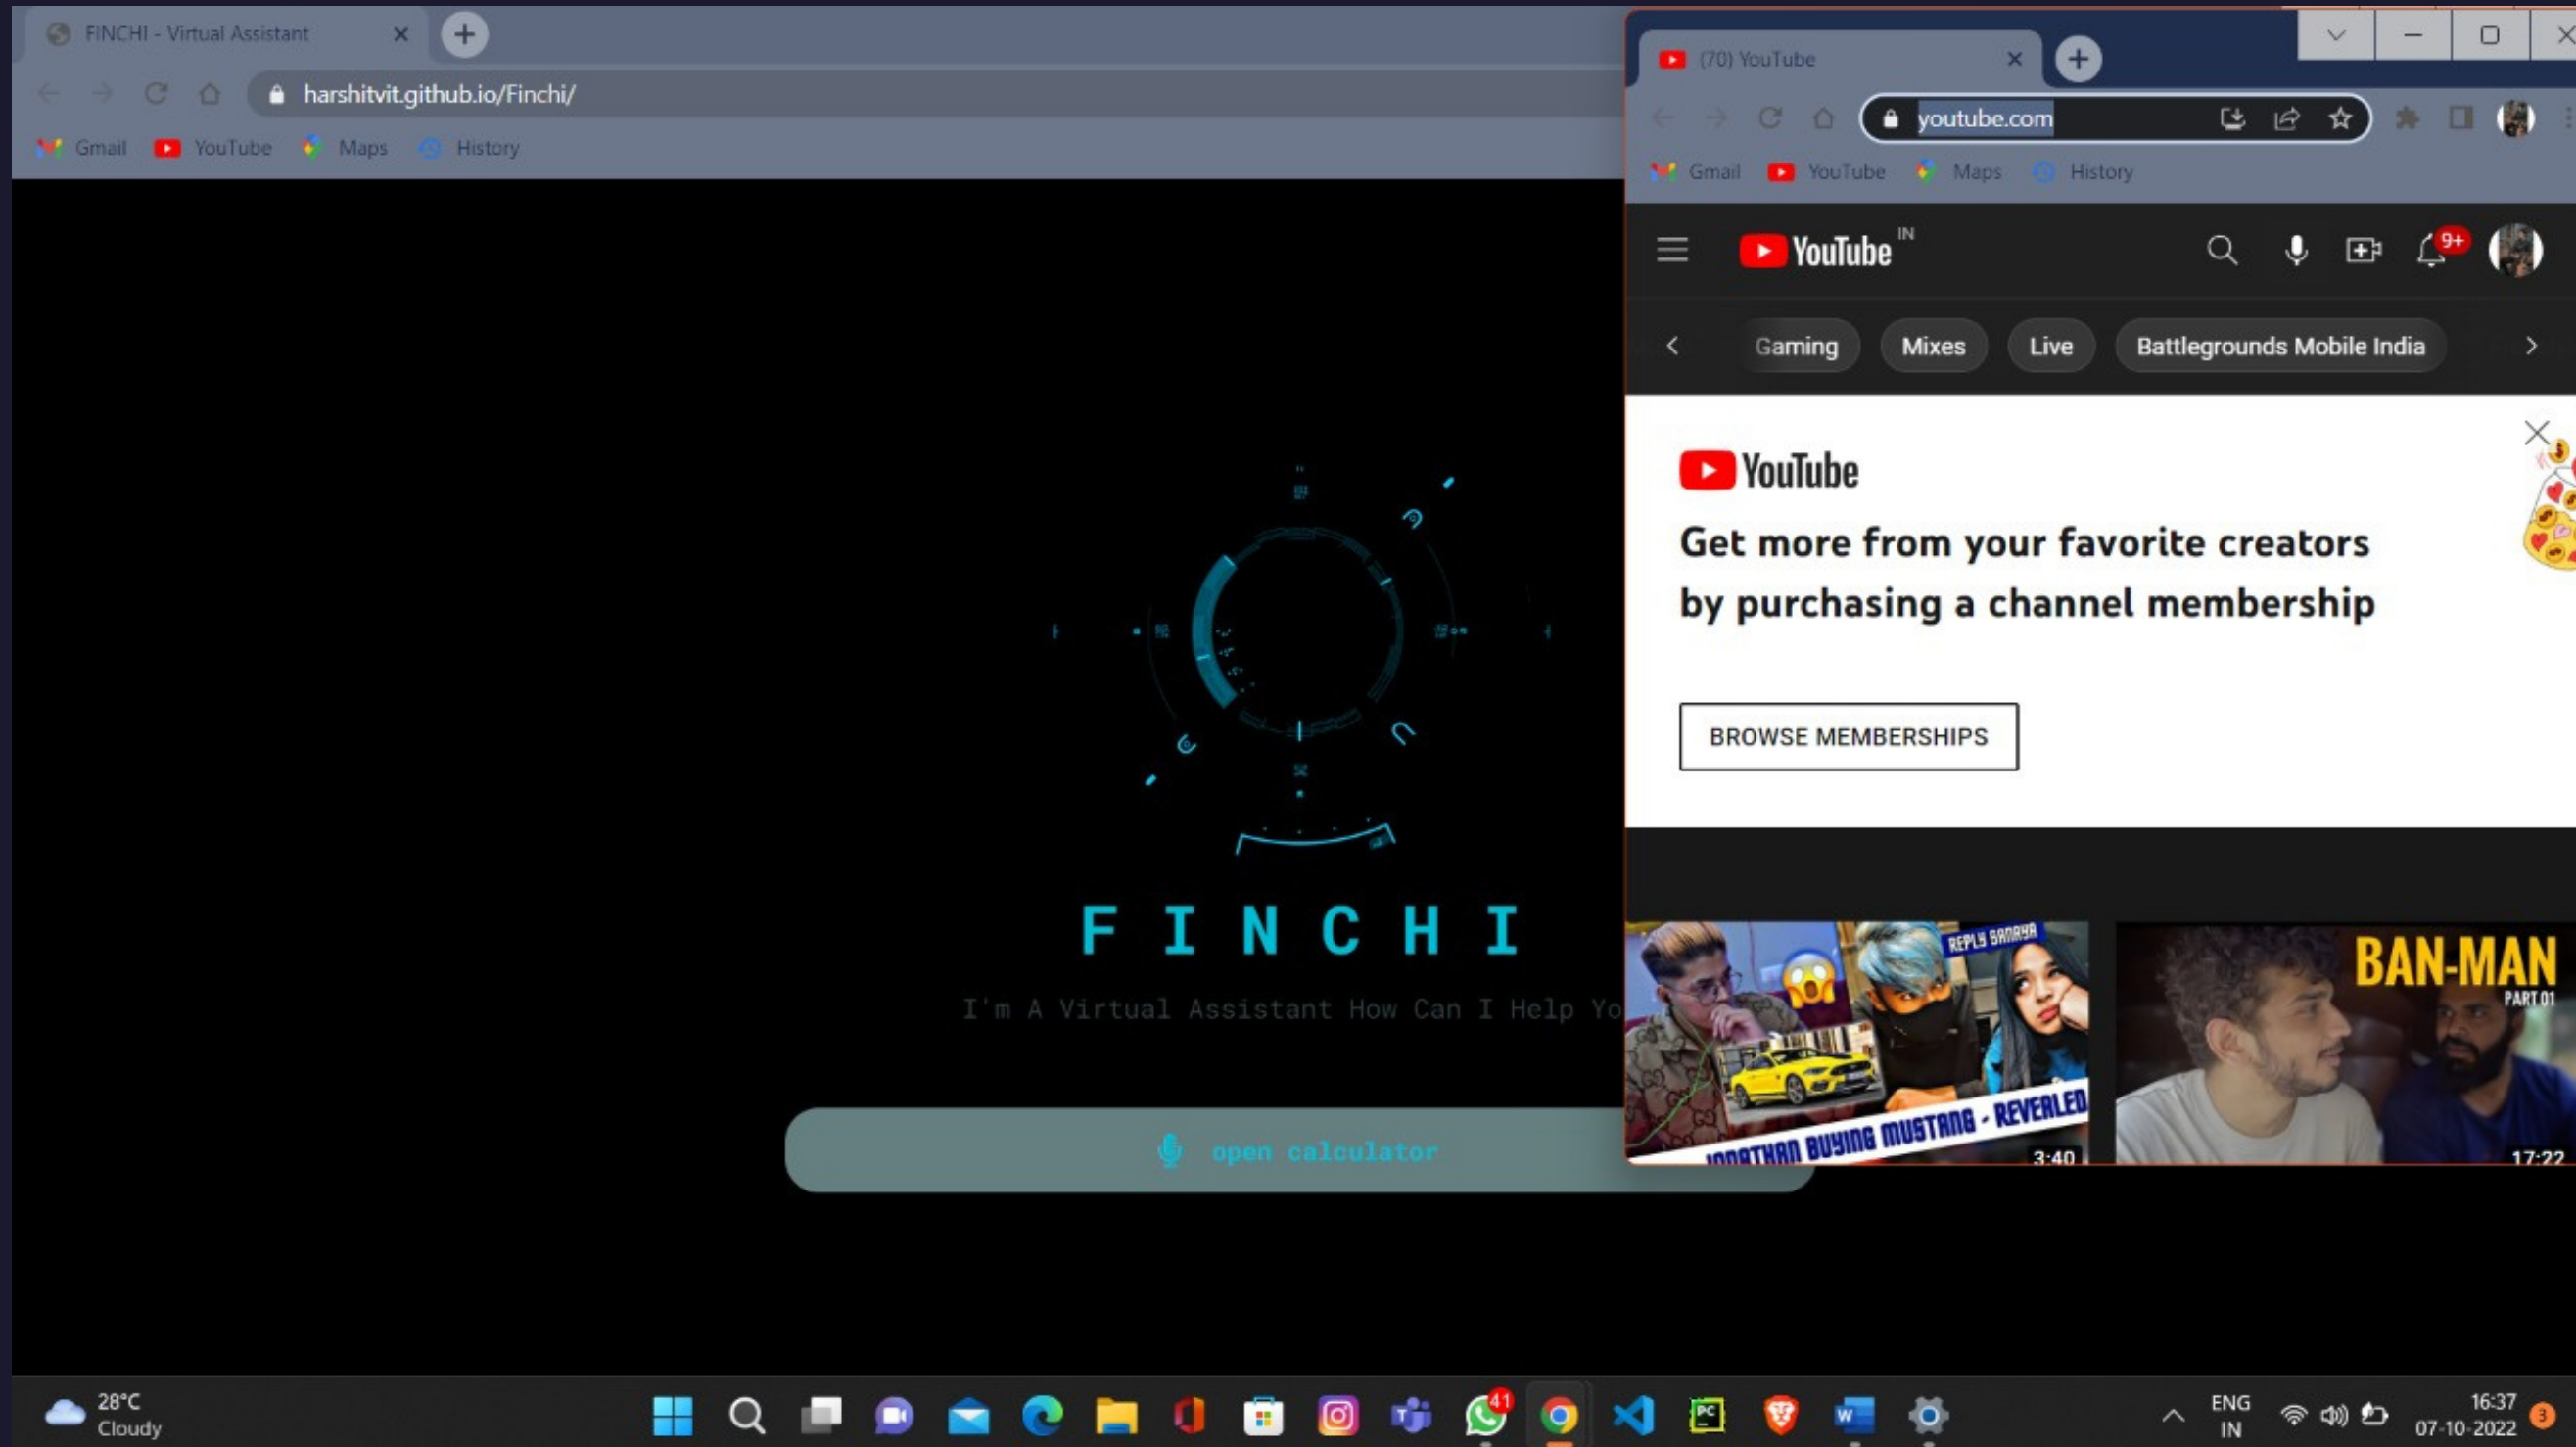 FINCHI - Virtual Assistant
harshitvit.github.io/Finchi/
Gmail YouTube Maps History
F I N C H I
I'm A Virtual Assistant How Can I Help Yo
open calculator
(70) YouTube
youtube.com
Gmail YouTube Maps History
YouTube IN
9+
Gaming Mixes Live Battlegrounds Mobile India
YouTube
Get more from your favorite creators
by purchasing a channel membership
BROWSE MEMBERSHIPS
REPLY SANAYA
JONATHAN BUYING MUSTANG - REVEALED
3:40
BAN-MAN
PART 01
17:22
28°C
Cloudy
41
PC
W
ENG
IN
16:37
07-10-2022
3